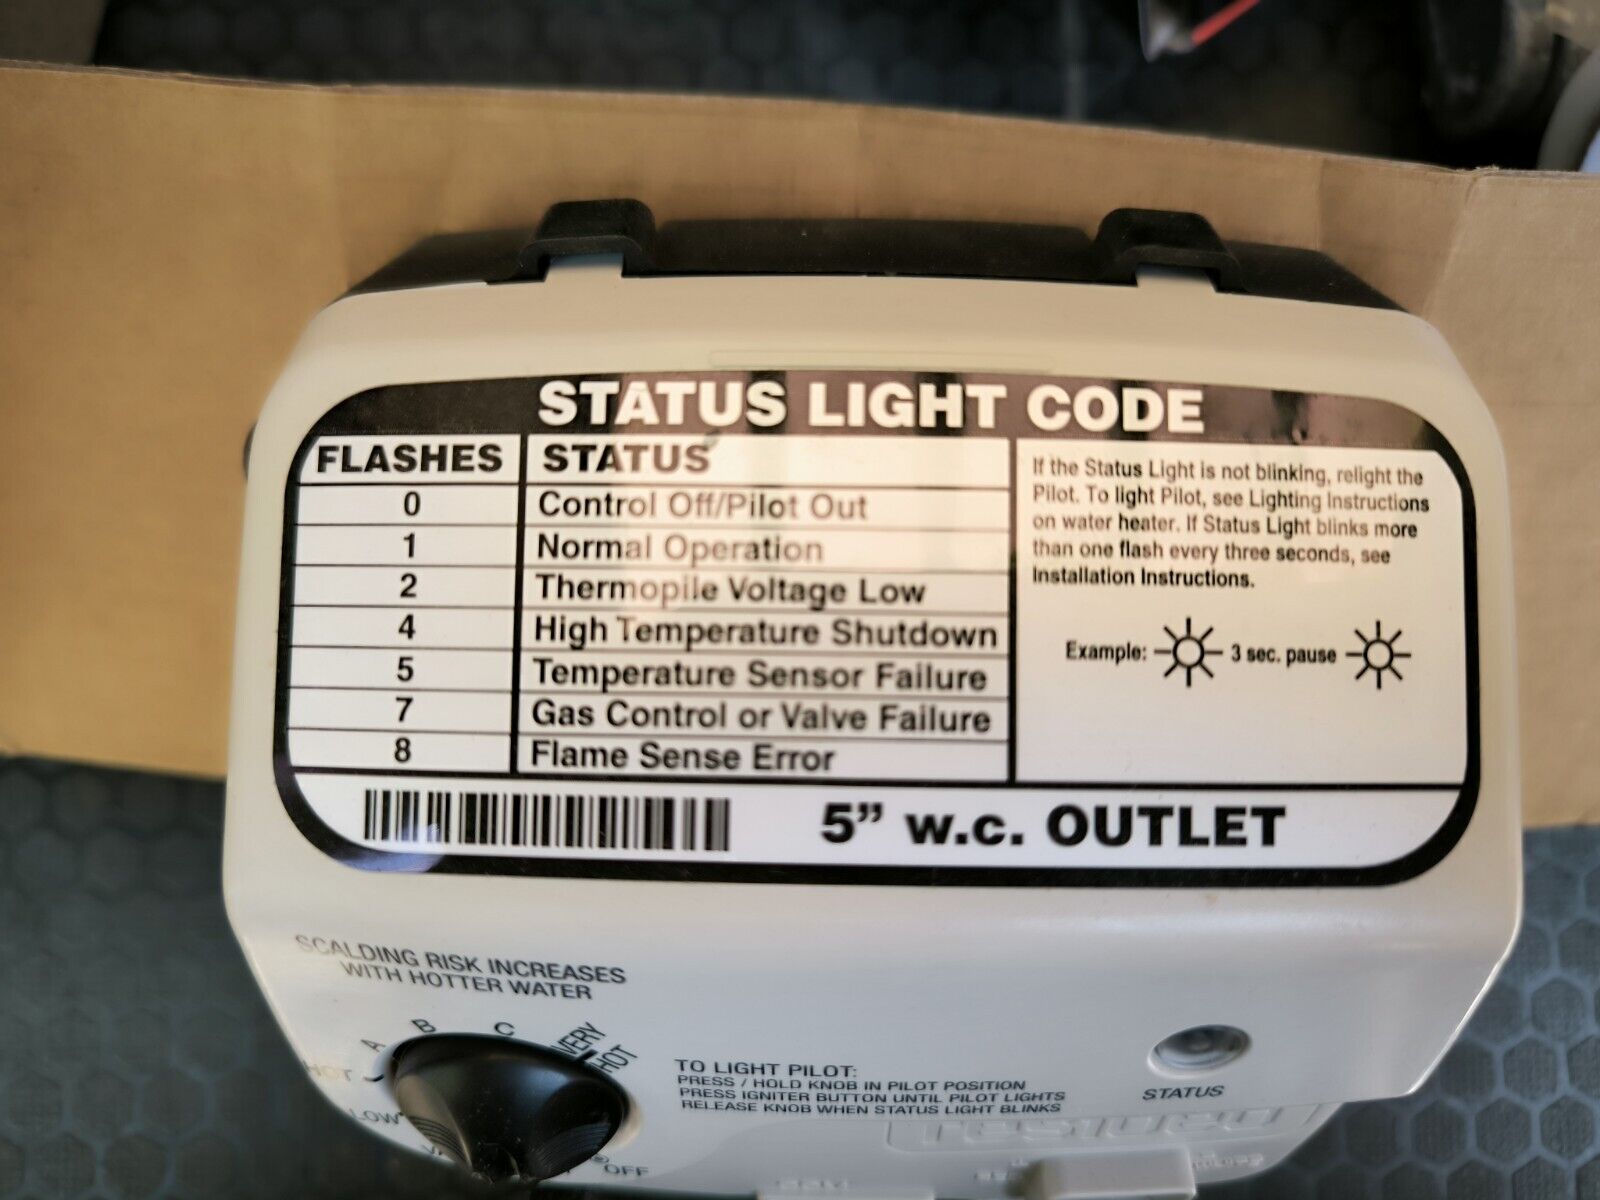 STATUS LIGHT CODE
FLASHES STATUS
0 Control Off/Pilot Out
1 Normal Operation
2 Thermopile Voltage Low
4 High Temperature Shutdown
5 Temperature Sensor Failure
7 Gas Control or Valve Failure
8 Flame Sense Error
If the Status Light is not blinking, relight the
Pilot. To light Pilot, see Lighting Instructions
on water heater. If Status Light blinks more
than one flash every three seconds, see
Installation Instructions.
Example: 3 sec. pause
5” w.c. OUTLET
SCALDING RISK INCREASES
WITH HOTTER WATER
HOT A B C VERY
HOT
LOW
OFF
TO LIGHT PILOT:
PRESS / HOLD KNOB IN PILOT POSITION
PRESS IGNITER BUTTON UNTIL PILOT LIGHTS
RELEASE KNOB WHEN STATUS LIGHT BLINKS
STATUS
resideo